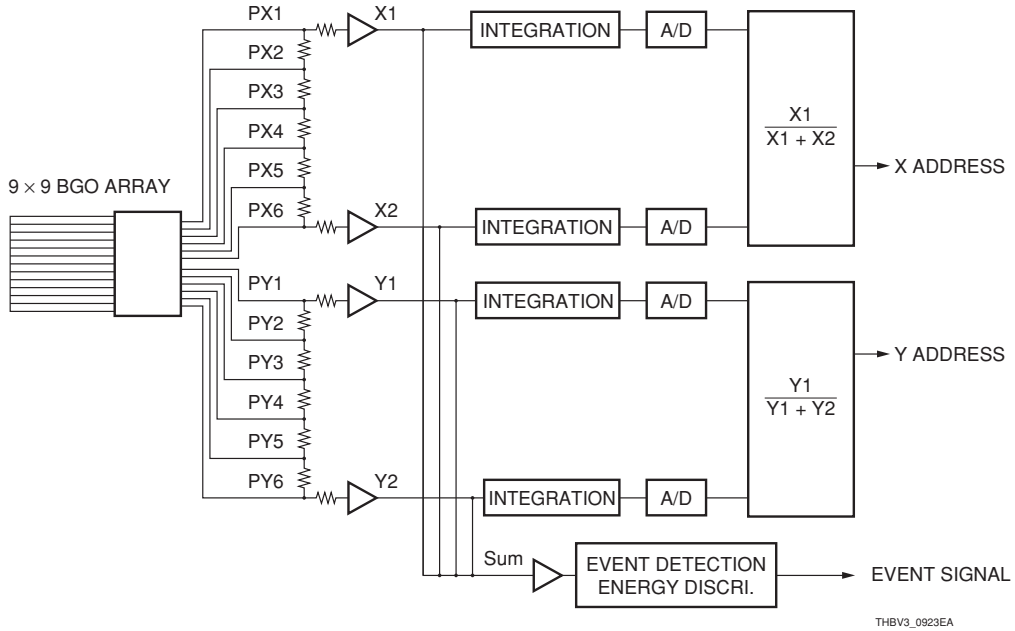 PX1
X1
INTEGRATION
A/D
PX2
PX3
PX4
PX5
PX6
X2
INTEGRATION
A/D
X1
X1 + X2
X ADDRESS
9 × 9 BGO ARRAY
PY1
Y1
INTEGRATION
A/D
PY2
PY3
PY4
PY5
PY6
Y2
INTEGRATION
A/D
Y1
Y1 + Y2
Y ADDRESS
Sum
EVENT DETECTION
ENERGY DISCRI.
EVENT SIGNAL
THBV3_0923EA